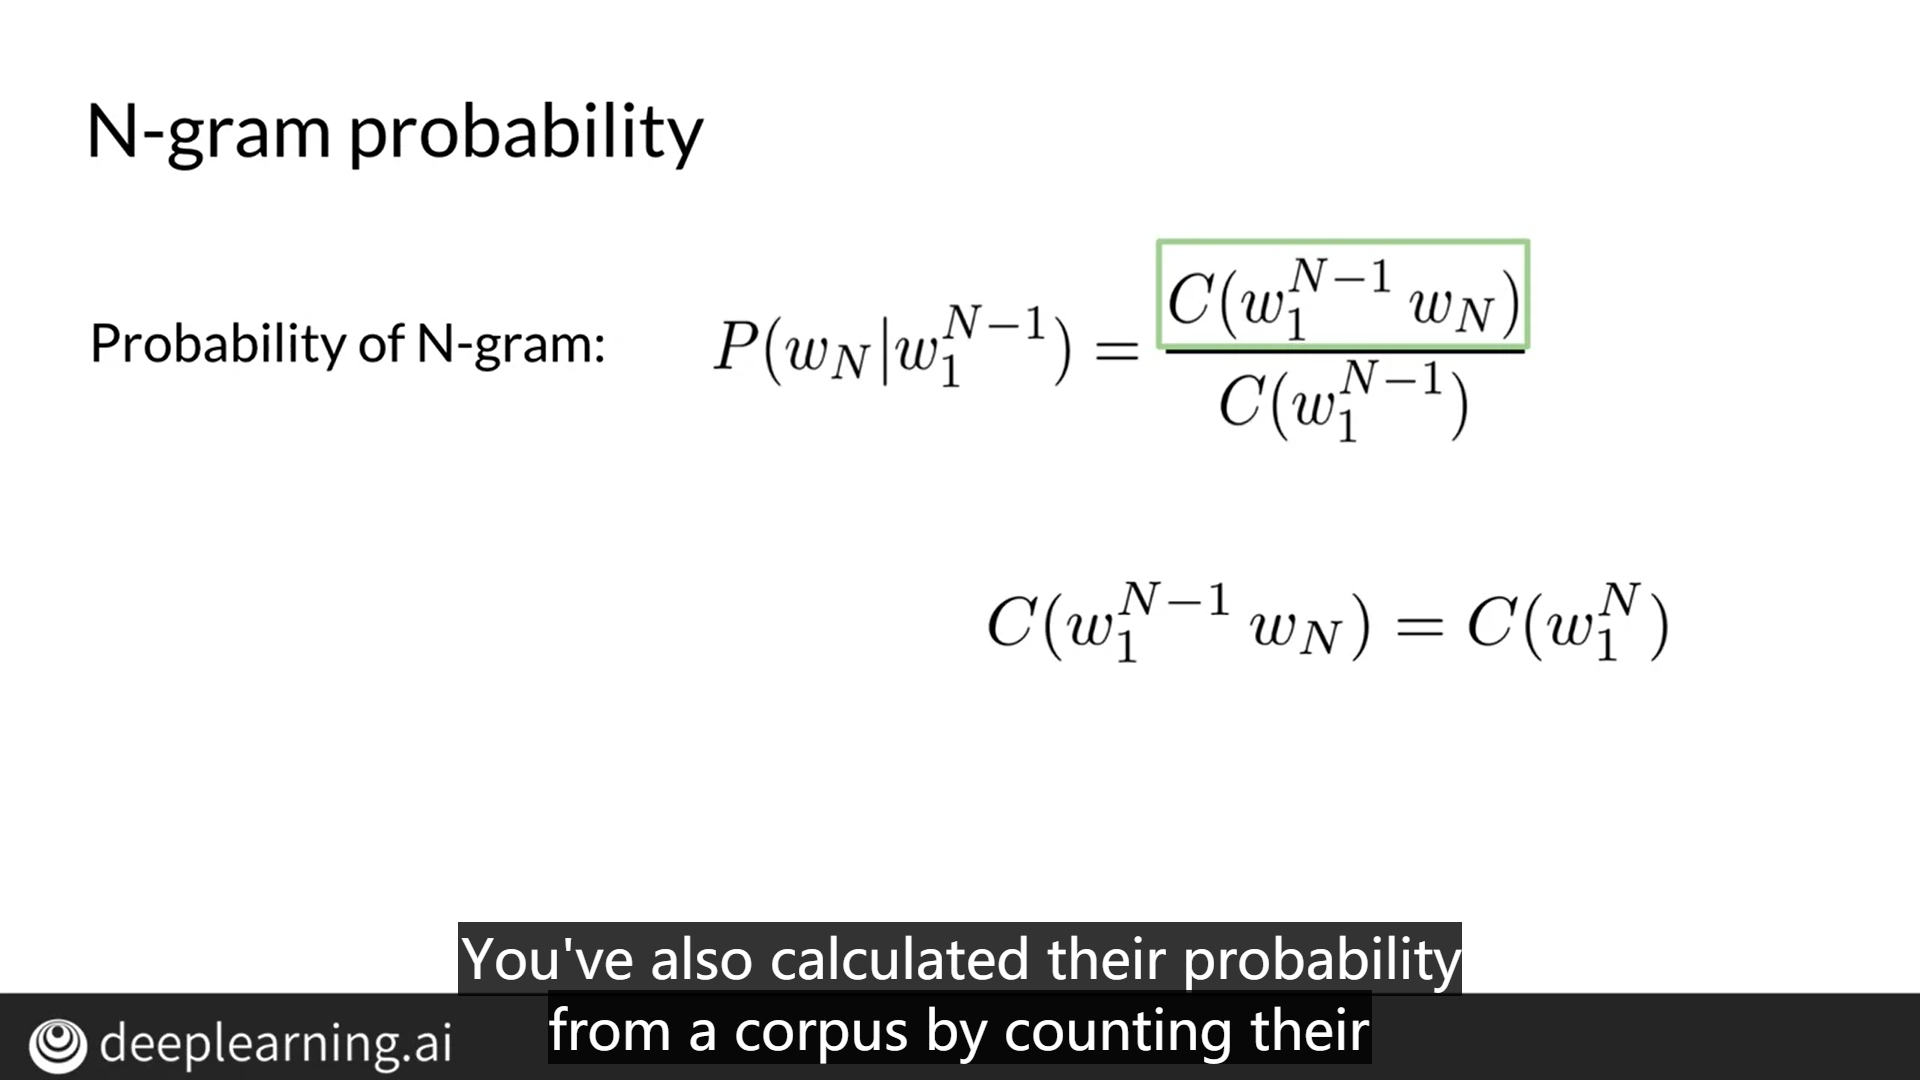 N-gram probability
Probability of N-gram: $P(w_N|w_1^{N-1}) = \frac{C(w_1^{N-1} w_N)}{C(w_1^{N-1})}$
$C(w_1^{N-1} w_N) = C(w_1^N)$
You've also calculated their probability
from a corpus by counting their
deeplearning.ai